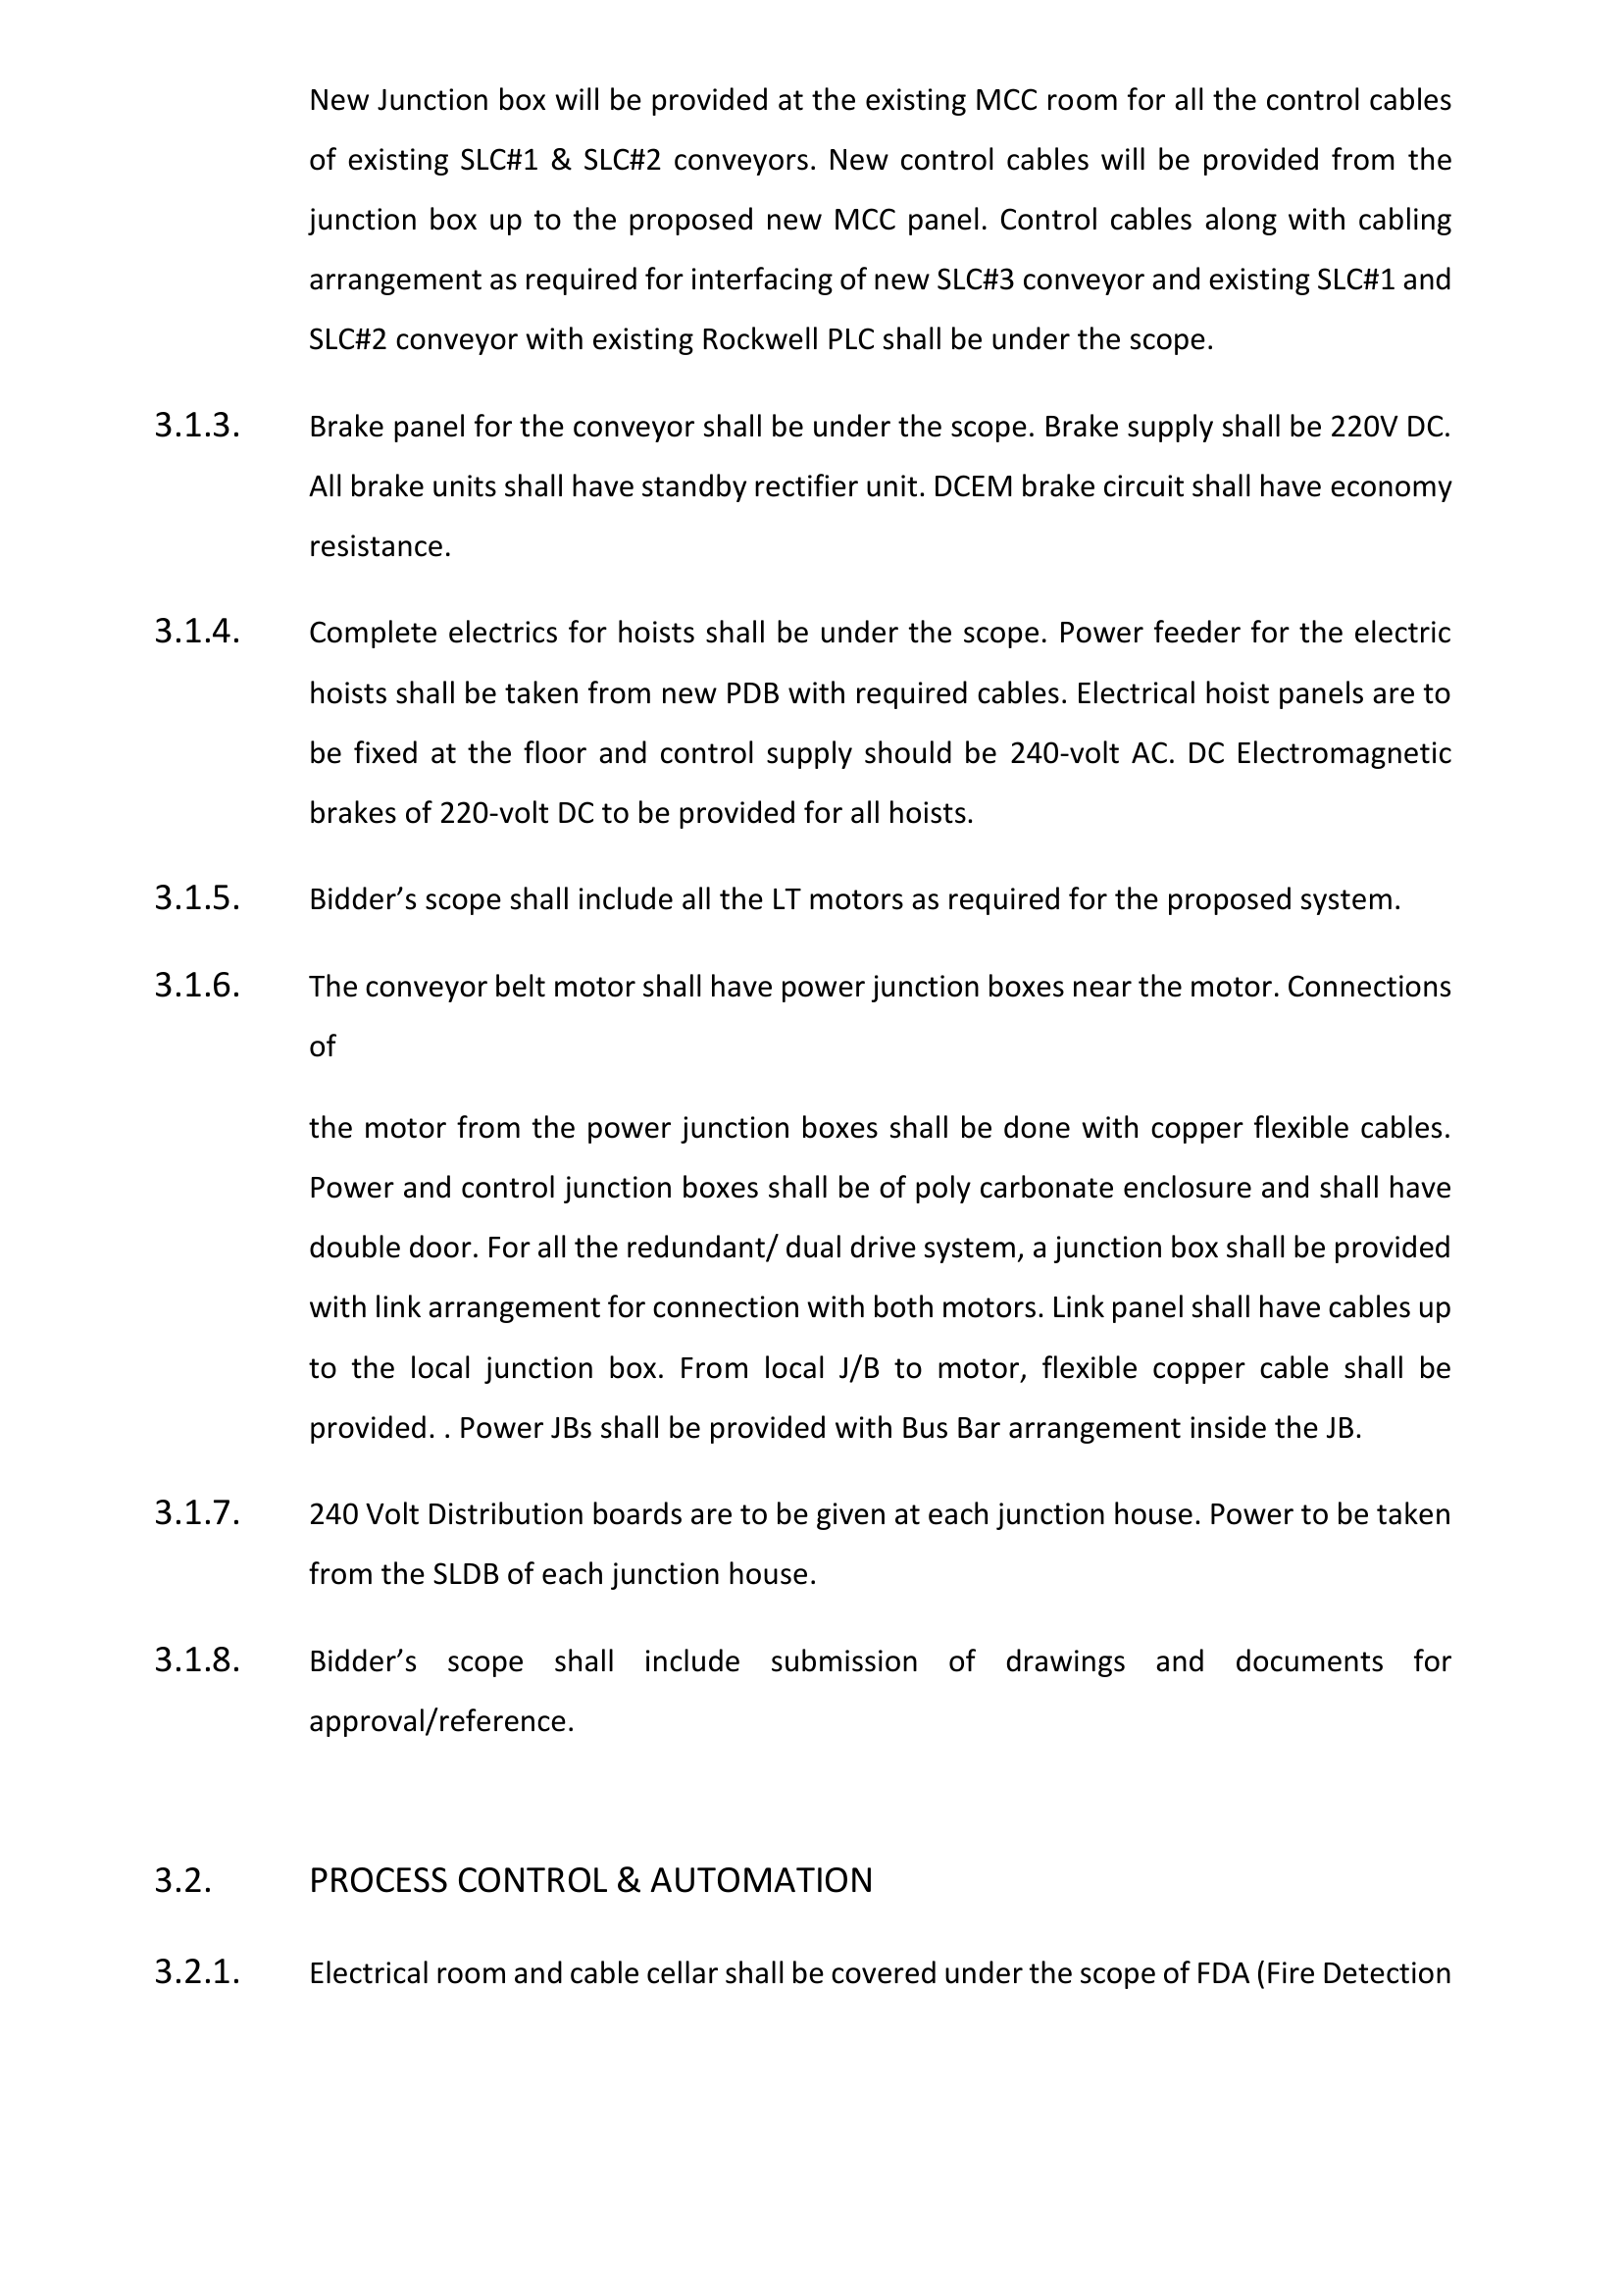 New Junction box will be provided at the existing MCC room for all the control cables
of existing SLC#1 & SLC#2 conveyors. New control cables will be provided from the
junction box up to the proposed new MCC panel. Control cables along with cabling
arrangement as required for interfacing of new SLC#3 conveyor and existing SLC#1 and
SLC#2 conveyor with existing Rockwell PLC shall be under the scope.
3.1.3. Brake panel for the conveyor shall be under the scope. Brake supply shall be 220V DC.
All brake units shall have standby rectifier unit. DCEM brake circuit shall have economy
resistance.
3.1.4. Complete electrics for hoists shall be under the scope. Power feeder for the electric
hoists shall be taken from new PDB with required cables. Electrical hoist panels are to
be fixed at the floor and control supply should be 240-volt AC. DC Electromagnetic
brakes of 220-volt DC to be provided for all hoists.
3.1.5. Bidder’s scope shall include all the LT motors as required for the proposed system.
3.1.6. The conveyor belt motor shall have power junction boxes near the motor. Connections
of
the motor from the power junction boxes shall be done with copper flexible cables.
Power and control junction boxes shall be of poly carbonate enclosure and shall have
double door. For all the redundant/ dual drive system, a junction box shall be provided
with link arrangement for connection with both motors. Link panel shall have cables up
to the local junction box. From local J/B to motor, flexible copper cable shall be
provided. . Power JBs shall be provided with Bus Bar arrangement inside the JB.
3.1.7. 240 Volt Distribution boards are to be given at each junction house. Power to be taken
from the SLDB of each junction house.
3.1.8. Bidder’s scope shall include submission of drawings and documents for
approval/reference.
3.2. PROCESS CONTROL & AUTOMATION
3.2.1. Electrical room and cable cellar shall be covered under the scope of FDA (Fire Detection